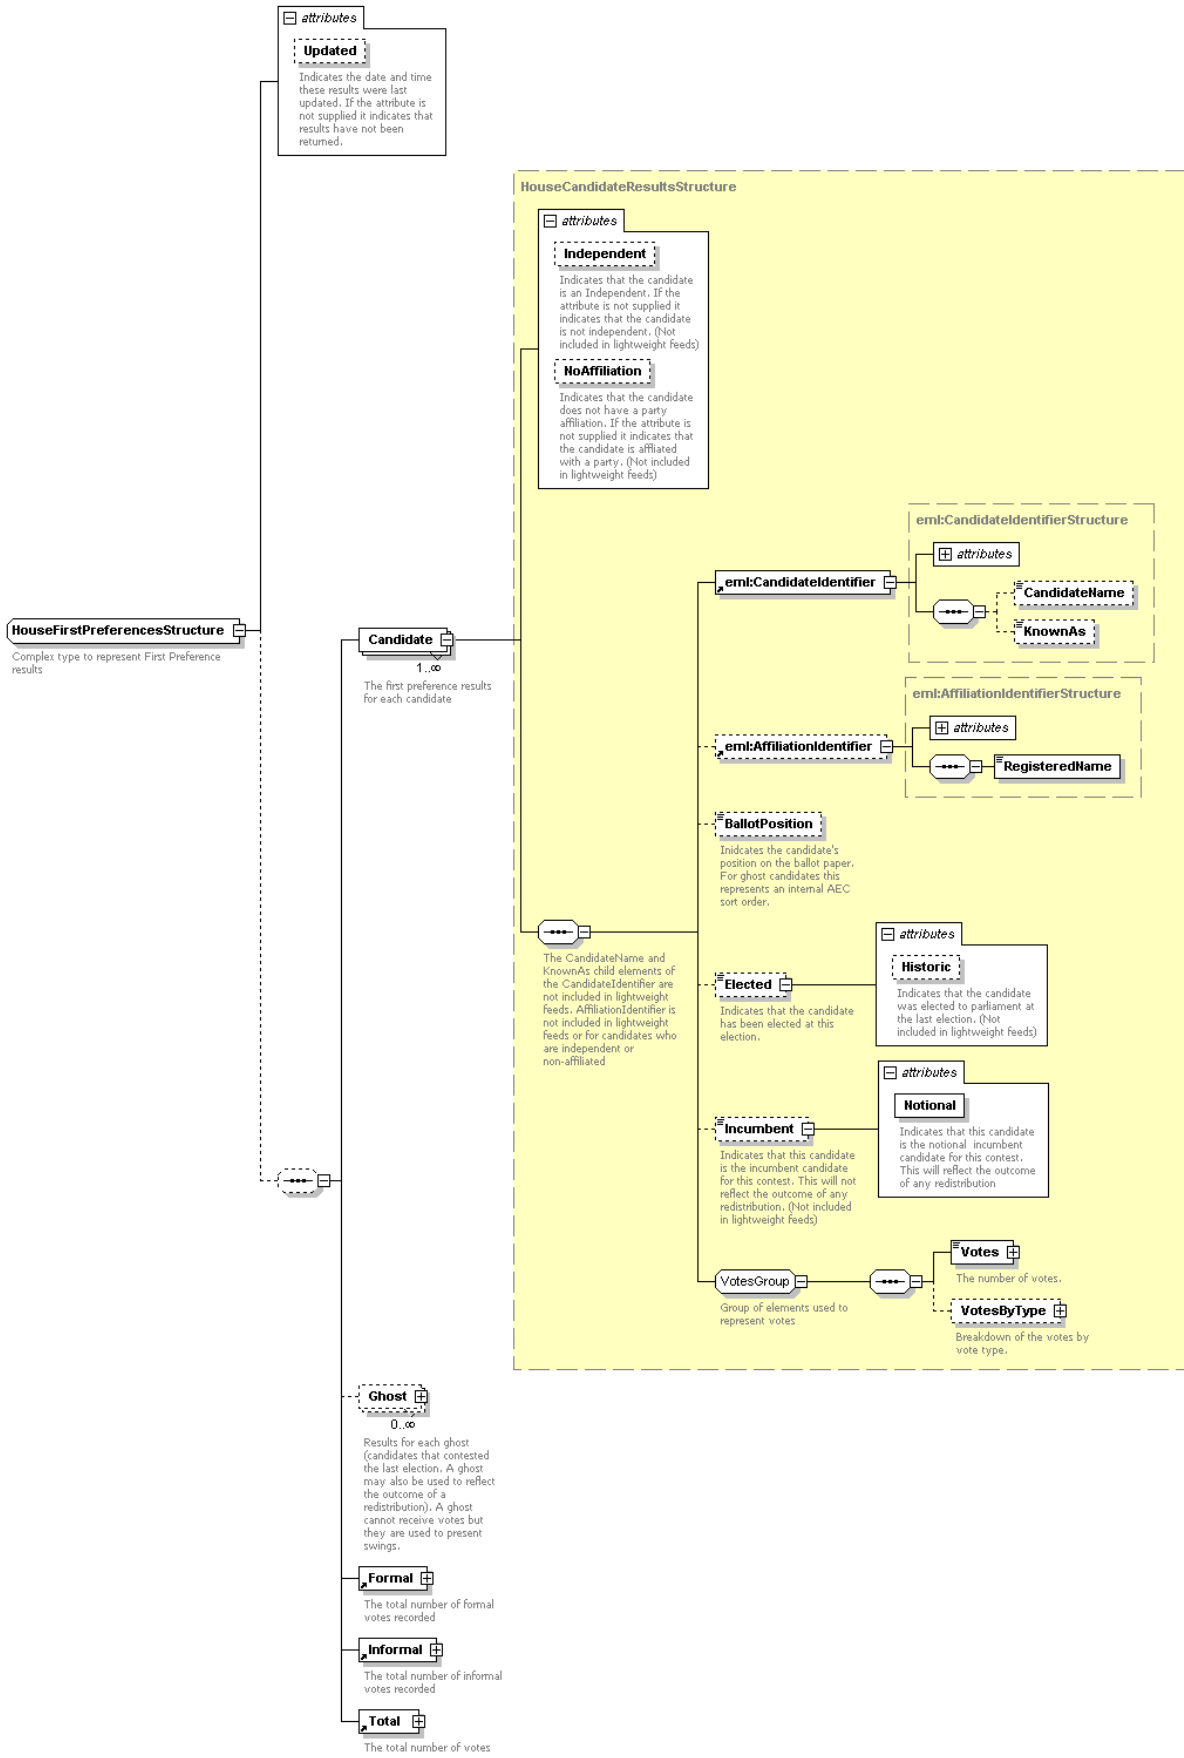 attributes
Updated
Indicates the date and time
these results were last
updated. If the attribute is
not supplied it indicates that
results have not been
returned.
HouseCandidateResultsStructure
attributes
Independent
Indicates that the candidate
is an Independent. If the
attribute is not supplied it
indicates that the candidate
is not independent. (Not
included in lightweight feeds)
NoAffiliation
Indicates that the candidate
does not have a party
affiliation. If the attribute is
not supplied it indicates that
the candidate is affliated
with a party. (Not included
in lightweight feeds)
eml:CandidateIdentifierStructure
attributes
eml:CandidateIdentifier
CandidateName
KnownAs
HouseFirstPreferencesStructure
Complex type to represent First Preference
results
Candidate
1..∞
The first preference results
for each candidate
eml:AffiliationIdentifierStructure
attributes
eml:AffiliationIdentifier
RegisteredName
BallotPosition
Inidcates the candidate's
position on the ballot paper.
For ghost candidates this
represents an internal AEC
sort order.
The CandidateName and
KnownAs child elements of
the CandidateIdentifier are
not included in lightweight
feeds. AffiliationIdentifier is
not included in lightweight
feeds or for candidates who
are independent or
non-affiliated
Elected
Indicates that the candidate
has been elected at this
election.
attributes
Historic
Indicates that the candidate
was elected to parliament at
the last election. (Not
included in lightweight feeds)
Incumbent
Indicates that this candidate
is the incumbent candidate
for this contest. This will not
reflect the outcome of any
redistribution. (Not included
in lightweight feeds)
attributes
Notional
Indicates that this candidate
is the notional incumbent
candidate for this contest.
This will reflect the outcome
of any redistribution
VotesGroup
Group of elements used to
represent votes
Votes
The number of votes.
VotesByType
Breakdown of the votes by
vote type.
Ghost
0..∞
Results for each ghost
(candidates that contested
the last election. A ghost
may also be used to reflect
the outcome of a
redistribution). A ghost
cannot receive votes but
they are used to present
swings.
Formal
The total number of formal
votes recorded
Informal
The total number of informal
votes recorded
Total
The total number of votes